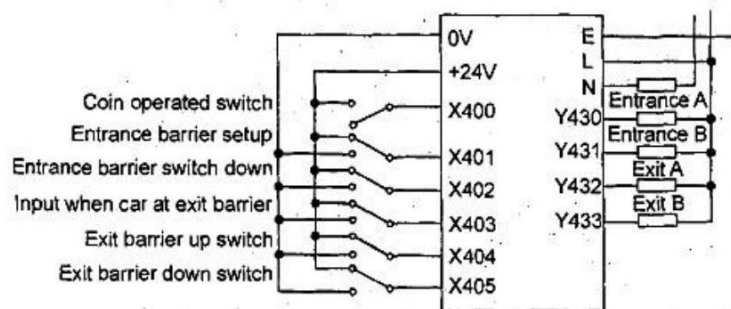 0V
E
L
+24V
N
Coin operated switch
Entrance A
X400
Y430
Entrance barrier setup
Entrance B
X401
Y431
Entrance barrier switch down
Exit A
X402
Y432
Input when car at exit barrier
Exit B
X403
Y433
Exit barrier up switch
X404
Exit barrier down switch
X405